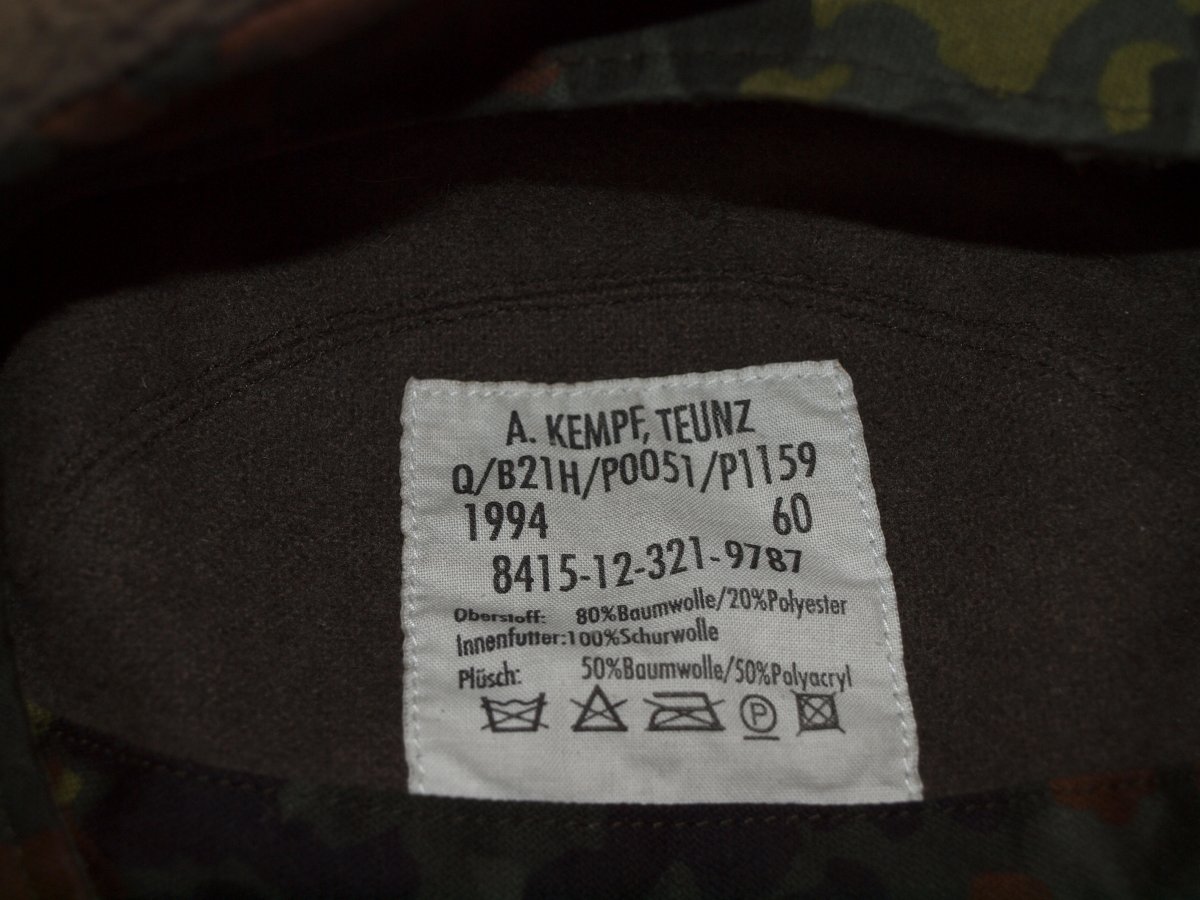 A. KEMPF, TEUNZ
Q/B21H/P0051/P1159
1994 60
8415-12-321-9787
Oberstoff: 80%Baumwolle/20%Polyester
Innenfutter:100%Schurwolle
Plüsch: 50%Baumwolle/50%Polyacryl
P